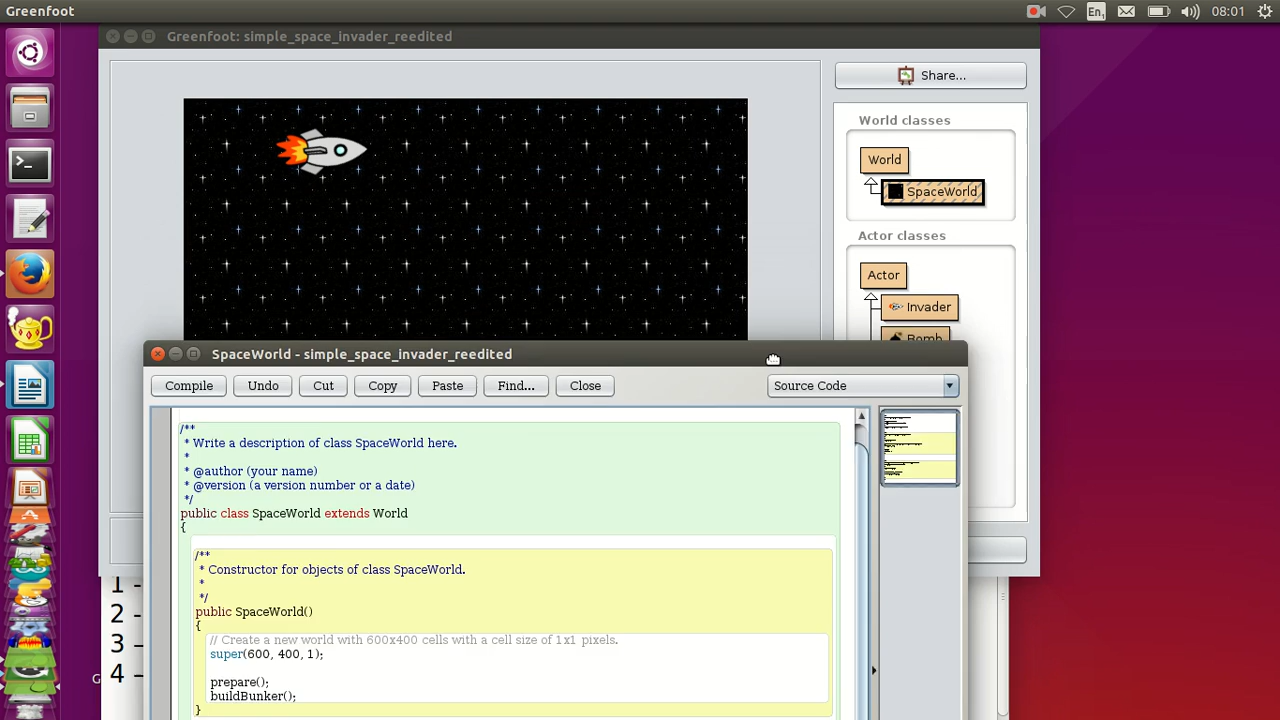 Greenfoot
En1
08:01
Greenfoot: simple_space_invader_reedited
Share...
World classes
World
SpaceWorld
Actor classes
Actor
Invader
Bomb
SpaceWorld - simple_space_invader_reedited
Compile
Undo
Cut
Copy
Paste
Find...
Close
Source Code
/**
* Write a description of class SpaceWorld here.
*
* @author (your name)
* @version (a version number or a date)
*/
public class SpaceWorld extends World
{
/**
* Constructor for objects of class SpaceWorld.
*
*/
public SpaceWorld()
{
// Create a new world with 600x400 cells with a cell size of 1x1 pixels.
super(600, 400, 1);
prepare();
buildBunker();
}
1 -
2 -
3 -
4 -
G